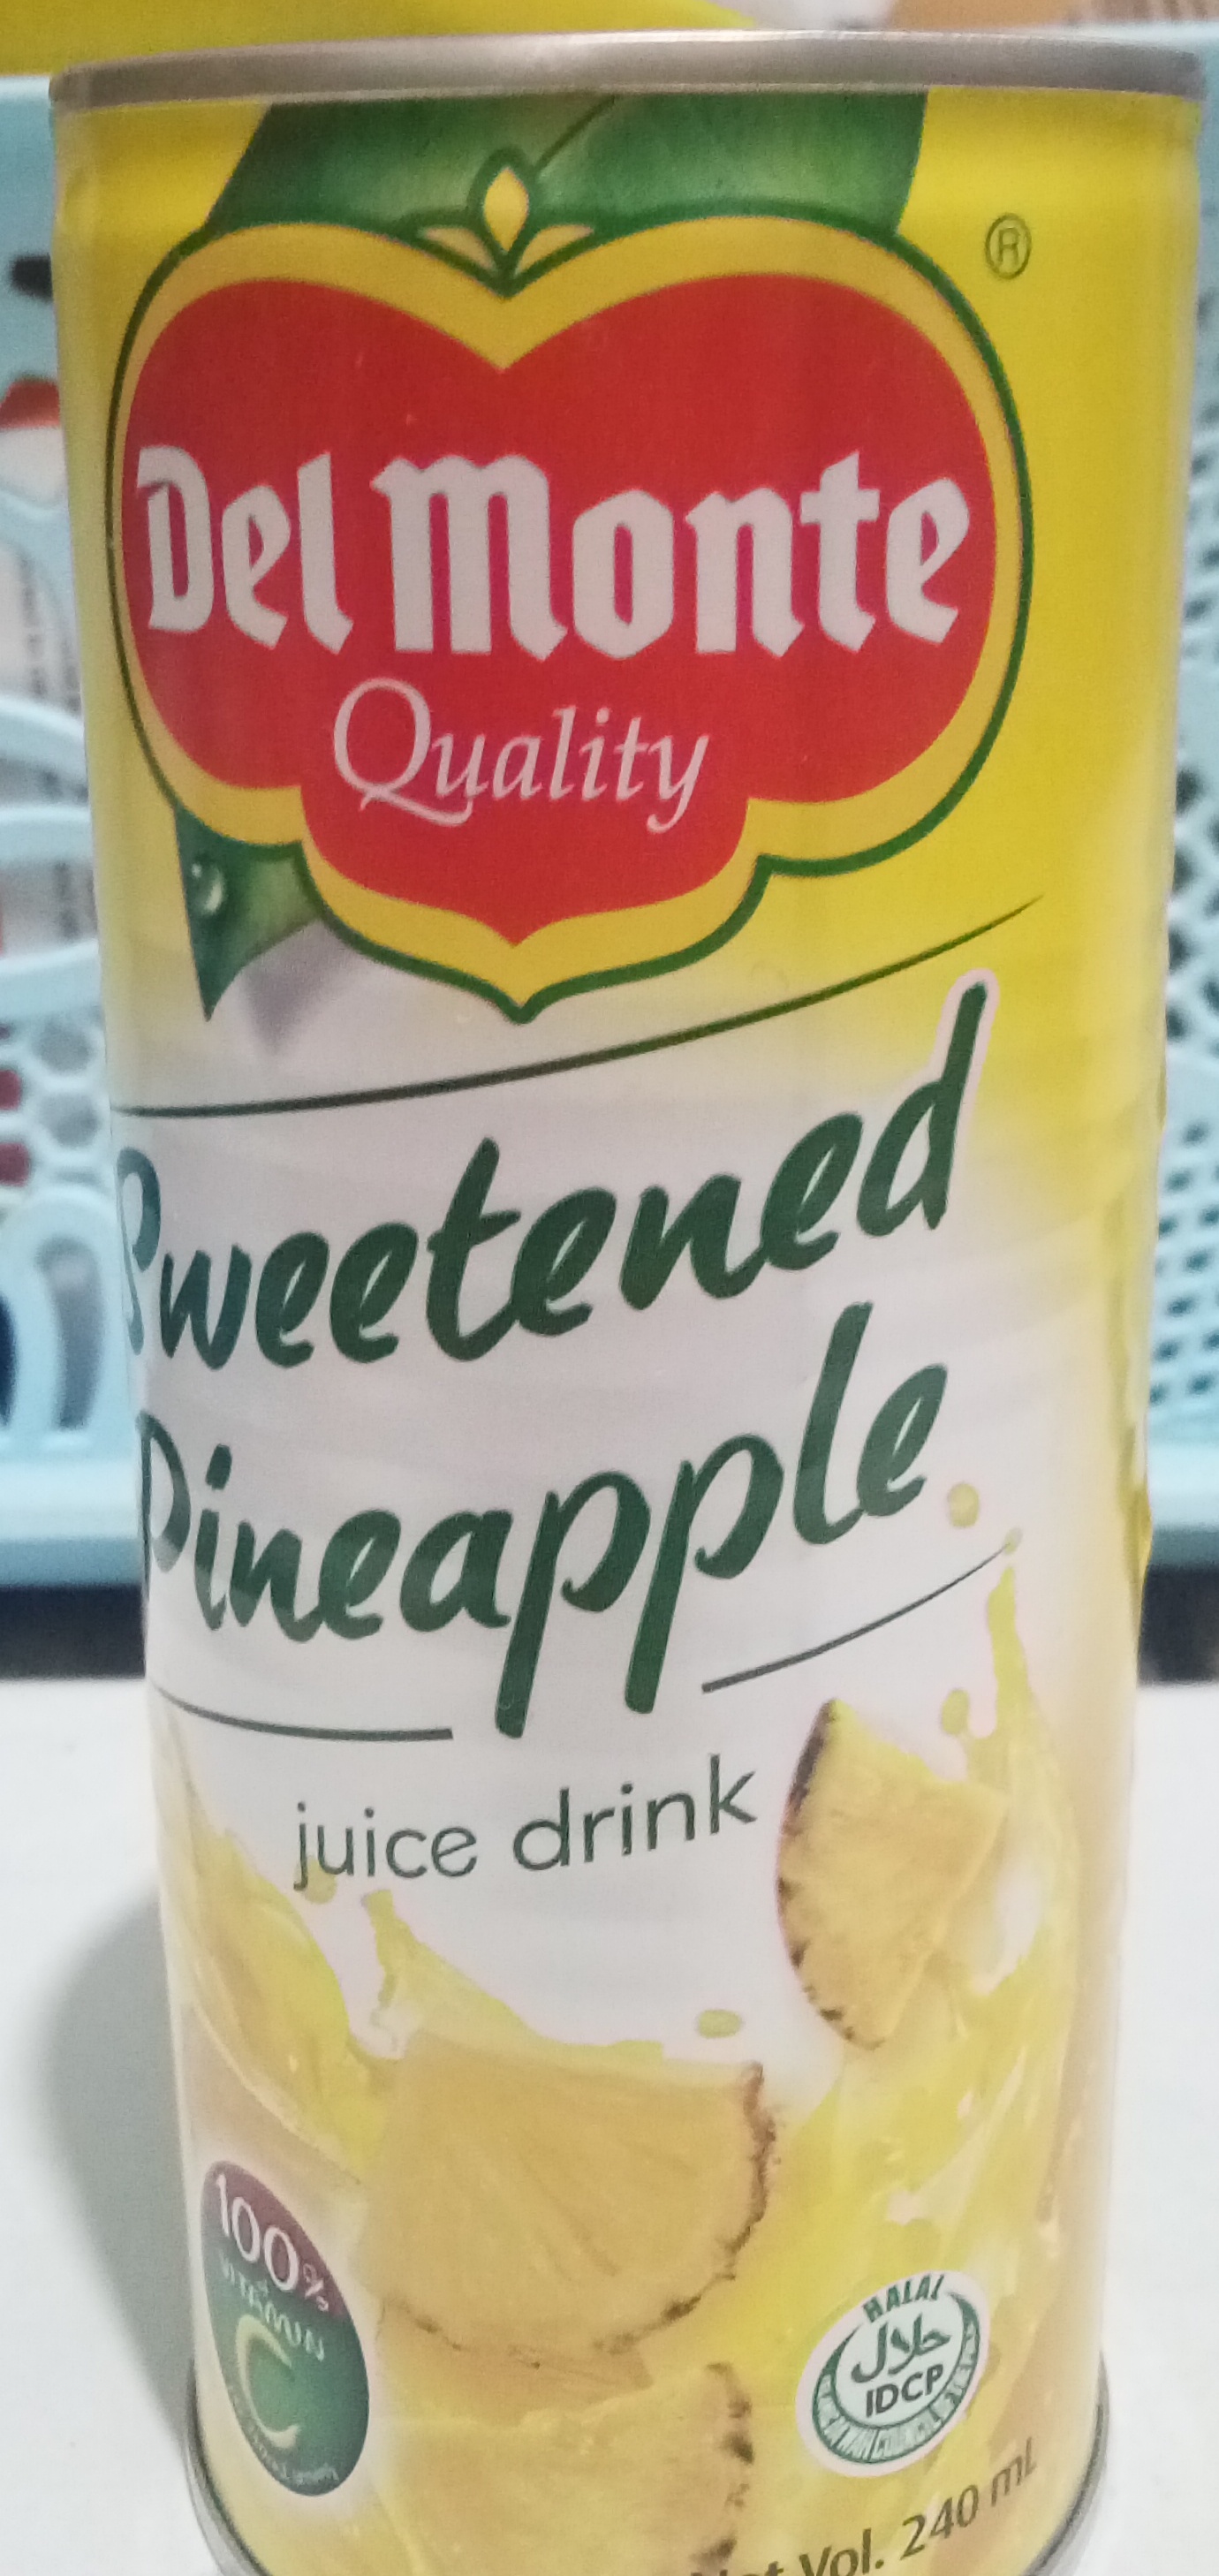 ®
Del Monte
Quality
Sweetened
Pineapple
juice drink
100%
VITAMIN
C
HALAL
حلال
IDCP
Net Vol. 240 mL